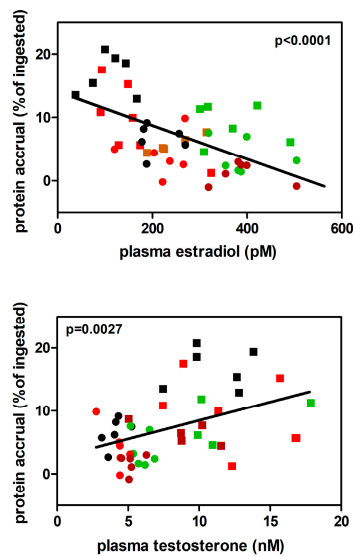 p<0.0001
protein accrual (% of ingested)
20
10
0
0 200 400 600
plasma estradiol (pM)
p=0.0027
protein accrual (% of ingested)
20
10
0
0 5 10 15 20
plasma testosterone (nM)